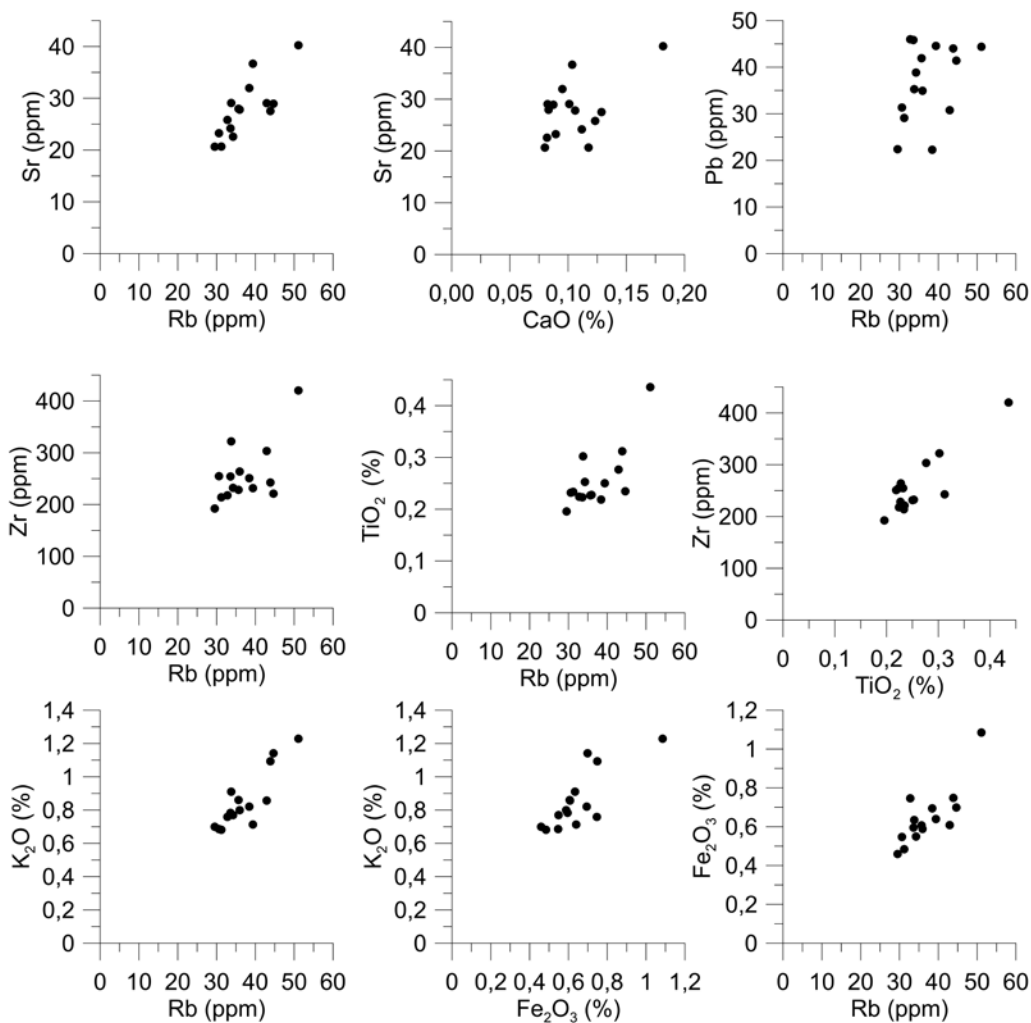 40
30
20
10
0
Sr (ppm)
0 10 20 30 40 50 60
Rb (ppm)
40
30
20
10
0
Sr (ppm)
0,00 0,05 0,10 0,15 0,20
CaO (%)
50
40
30
20
10
0
Pb (ppm)
0 10 20 30 40 50 60
Rb (ppm)
400
300
200
100
0
Zr (ppm)
0 10 20 30 40 50 60
Rb (ppm)
0,4
0,3
0,2
0,1
0
TiO₂ (%)
0 10 20 30 40 50 60
Rb (ppm)
400
300
200
100
0
Zr (ppm)
0 0,1 0,2 0,3 0,4
TiO₂ (%)
1,4
1,2
1
0,8
0,6
0,4
0,2
0
K₂O (%)
0 10 20 30 40 50 60
Rb (ppm)
1,4
1,2
1
0,8
0,6
0,4
0,2
0
K₂O (%)
0 0,2 0,4 0,6 0,8 1 1,2
Fe₂O₃ (%)
1,2
1
0,8
0,6
0,4
0,2
0
Fe₂O₃ (%)
0 10 20 30 40 50 60
Rb (ppm)